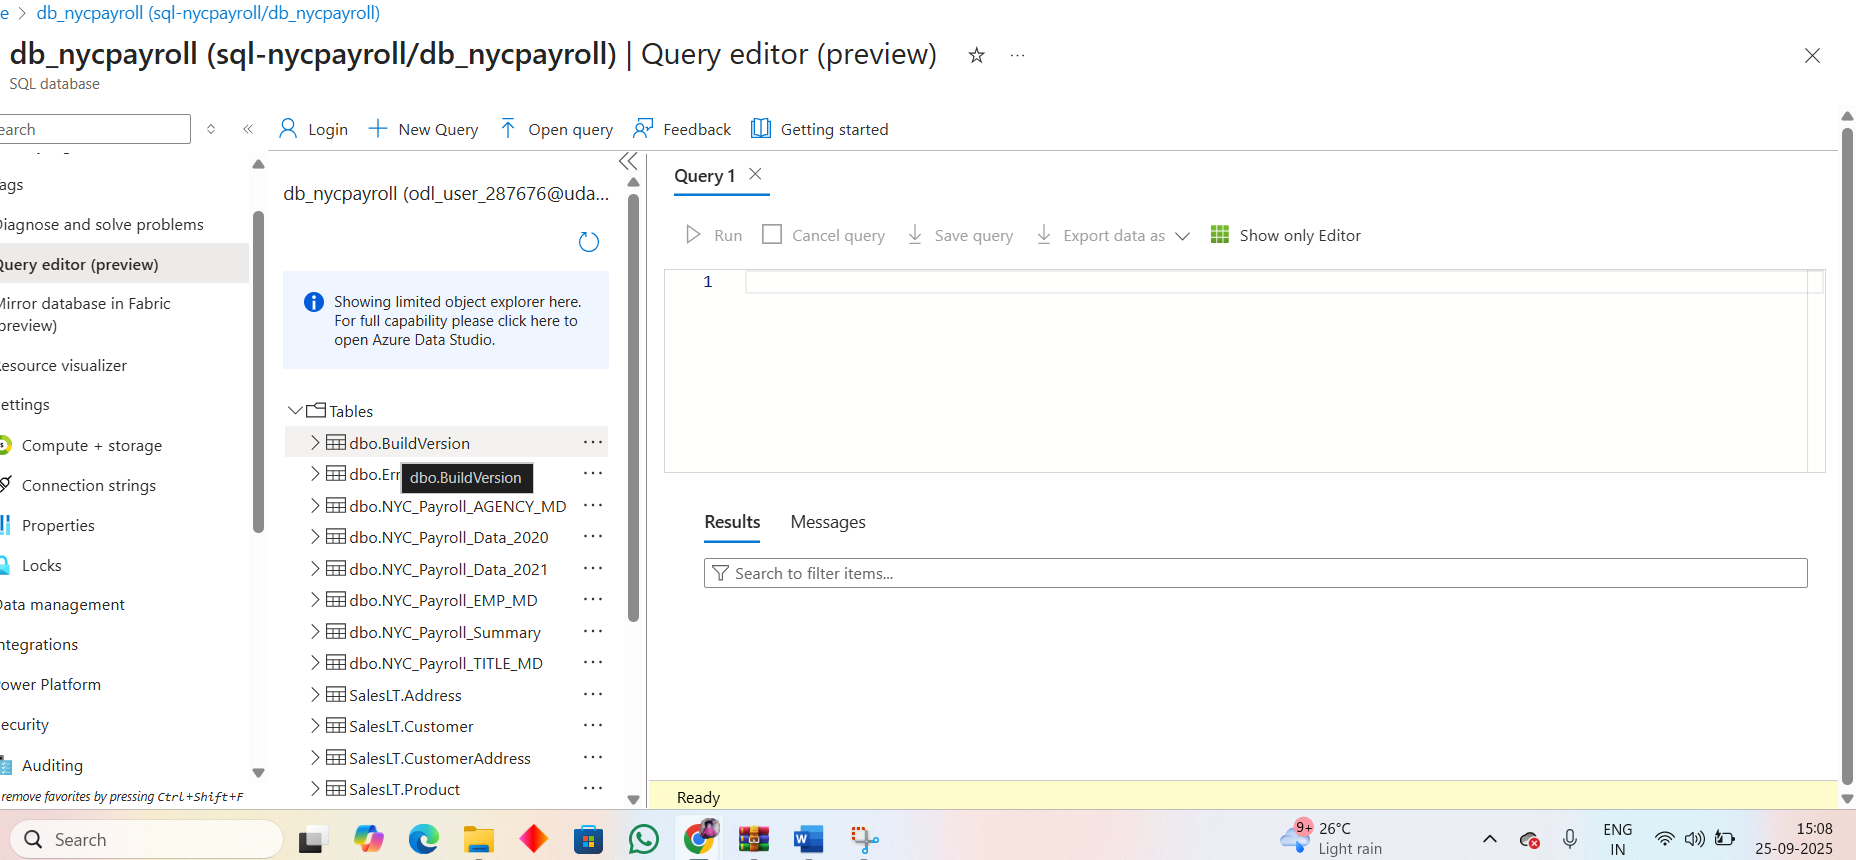 e > db_nycpayroll (sql-nycpayroll/db_nycpayroll)
db_nycpayroll (sql-nycpayroll/db_nycpayroll) | Query editor (preview)
SQL database
earch
Login
New Query
Open query
Feedback
Getting started
ags
iagnose and solve problems
Query editor (preview)
Mirror database in Fabric
preview)
esource visualizer
ettings
Compute + storage
Connection strings
Properties
Locks
ata management
ntegrations
ower Platform
ecurity
Auditing
remove favorites by pressing Ctrl+Shift+F
db_nycpayroll (odl_user_287676@uda...
Showing limited object explorer here.
For full capability please click here to
open Azure Data Studio.
Tables
dbo.BuildVersion
dbo.Err
dbo.BuildVersion
dbo.NYC_Payroll_AGENCY_MD
dbo.NYC_Payroll_Data_2020
dbo.NYC_Payroll_Data_2021
dbo.NYC_Payroll_EMP_MD
dbo.NYC_Payroll_Summary
dbo.NYC_Payroll_TITLE_MD
SalesLT.Address
SalesLT.Customer
SalesLT.CustomerAddress
SalesLT.Product
Query 1
Run
Cancel query
Save query
Export data as
Show only Editor
1
Results
Messages
Search to filter items...
Ready
Search
9+
26°C
Light rain
ENG
IN
15:08
25-09-2025